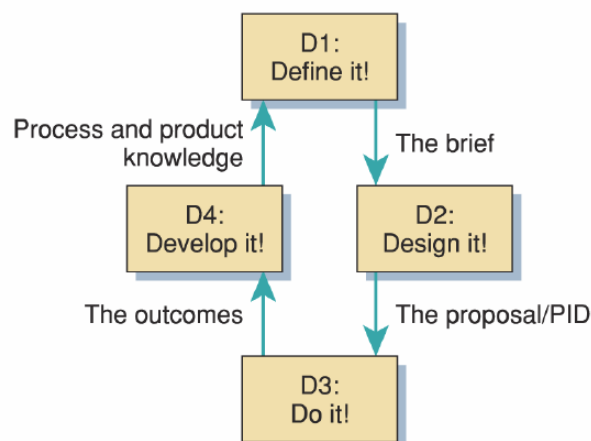 D1:
Define it!
Process and product
knowledge
The brief
D4:
Develop it!
D2:
Design it!
The outcomes
The proposal/PID
D3:
Do it!